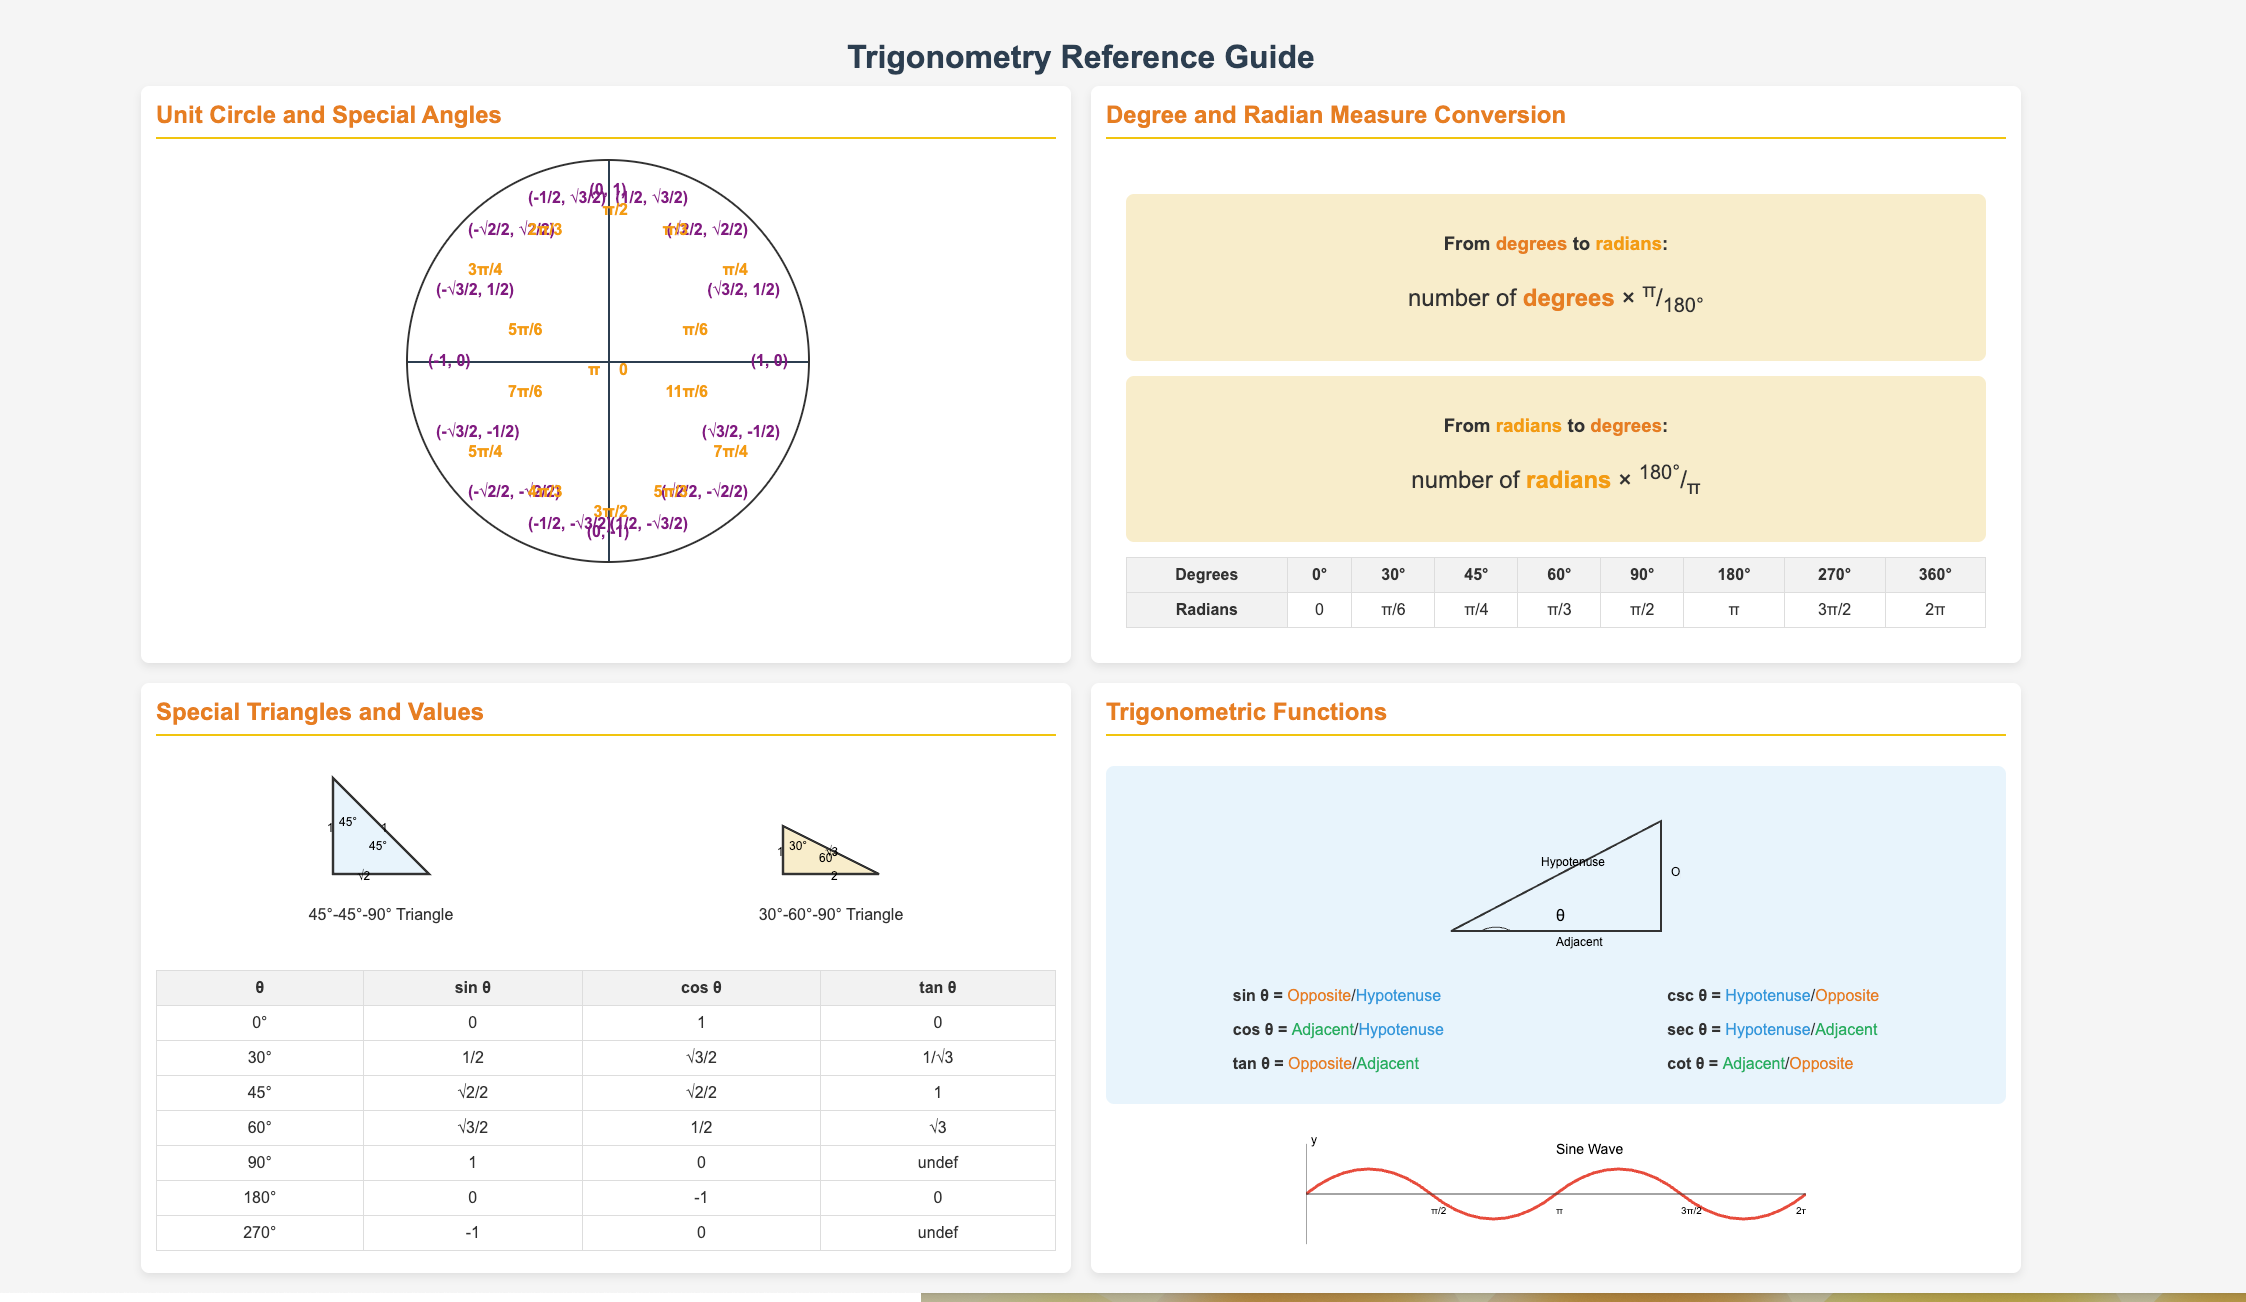 Trigonometry Reference Guide
Unit Circle and Special Angles
(0, 1)
(-1/2, √3/2) (1/2, √3/2)
π/2
(-√2/2, √2/2) 2π/3 π/3 (√2/2, √2/2)
3π/4 π/4
(-√3/2, 1/2) (√3/2, 1/2)
5π/6 π/6
(-1, 0) (1, 0)
π 0
7π/6 11π/6
(-√3/2, -1/2) (√3/2, -1/2)
5π/4 7π/4
(-√2/2, -√2/2) 4π/3 5π/3 (√2/2, -√2/2)
3π/2
(-1/2, -√3/2) (1/2, -√3/2)
(0, -1)
Degree and Radian Measure Conversion
From degrees to radians:
number of degrees × π/180°
From radians to degrees:
number of radians × 180°/π
Degrees 0° 30° 45° 60° 90° 180° 270° 360°
Radians 0 π/6 π/4 π/3 π/2 π 3π/2 2π
Special Triangles and Values
45°
1 1
45°
√2
45°-45°-90° Triangle
30°
1 √3
60°
2
30°-60°-90° Triangle
θ sin θ cos θ tan θ
0° 0 1 0
30° 1/2 √3/2 1/√3
45° √2/2 √2/2 1
60° √3/2 1/2 √3
90° 1 0 undef
180° 0 -1 0
270° -1 0 undef
Trigonometric Functions
Hypotenuse
O
θ
Adjacent
sin θ = Opposite/Hypotenuse
cos θ = Adjacent/Hypotenuse
tan θ = Opposite/Adjacent
csc θ = Hypotenuse/Opposite
sec θ = Hypotenuse/Adjacent
cot θ = Adjacent/Opposite
y
Sine Wave
π/2 π 3π/2